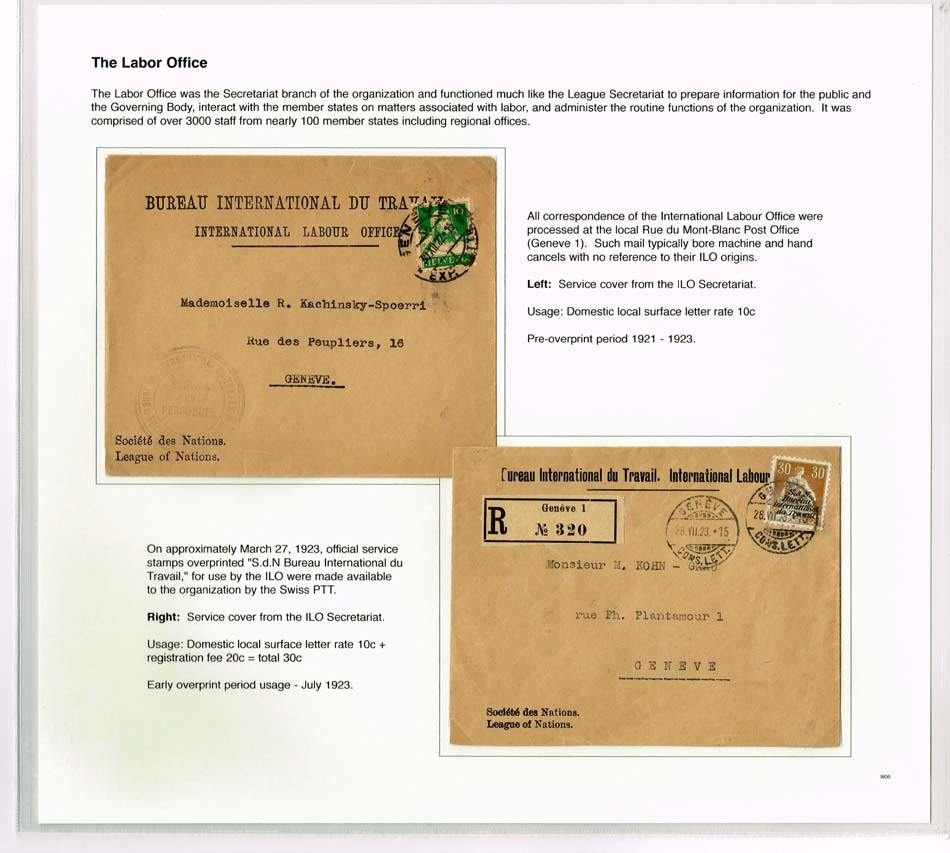 The Labor Office
The Labor Office was the Secretariat branch of the organization and functioned much like the League Secretariat to prepare information for the public and
the Governing Body, interact with the member states on matters associated with labor, and administer the routine functions of the organization. It was
comprised of over 3000 staff from nearly 100 member states including regional offices.
BUREAU INTERNATIONAL DU TRAVAIL
INTERNATIONAL LABOUR OFFICE
10
HELVETIA
EXP.
Mademoiselle R. Kachinsky-Spoerri
Rue des Peupliers, 16
GENEVE.
PERSONNEL
Société des Nations.
League of Nations.
All correspondence of the International Labour Office were
processed at the local Rue du Mont-Blanc Post Office
(Geneve 1). Such mail typically bore machine and hand
cancels with no reference to their ILO origins.
Left: Service cover from the ILO Secretariat.
Usage: Domestic local surface letter rate 10c
Pre-overprint period 1921 - 1923.
Bureau International du Travail. International Labour
30 30
S.d.N.
Bureau
international
du Travail
R
Genève 1
№ 320
GENÈVE
28.VII.23.*15
CONS.LETT.
28.VII.23
CONS.LETT.
Monsieur M. KOHN -
rue Ph. Plantamour 1
GENEVE
Société des Nations.
League of Nations.
On approximately March 27, 1923, official service
stamps overprinted "S.d.N Bureau International du
Travail," for use by the ILO were made available
to the organization by the Swiss PTT.
Right: Service cover from the ILO Secretariat.
Usage: Domestic local surface letter rate 10c +
registration fee 20c = total 30c
Early overprint period usage - July 1923.
W06